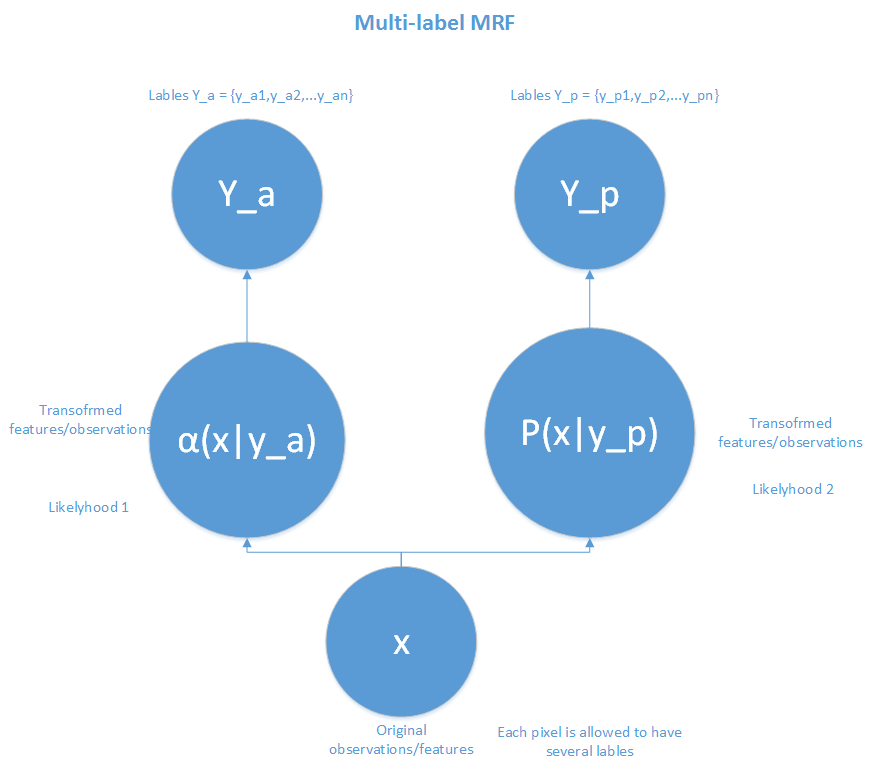 Multi-label MRF
Lables Y_a = {y_a1,y_a2,...y_an}
Lables Y_p = {y_p1,y_p2,...y_pn}
Y_a
Y_p
Transofrmed
features/observations
α(x|y_a)
Likelyhood 1
P(x|y_p)
Transofrmed
features/observations
Likelyhood 2
x
Original
observations/features
Each pixel is allowed to have
several lables